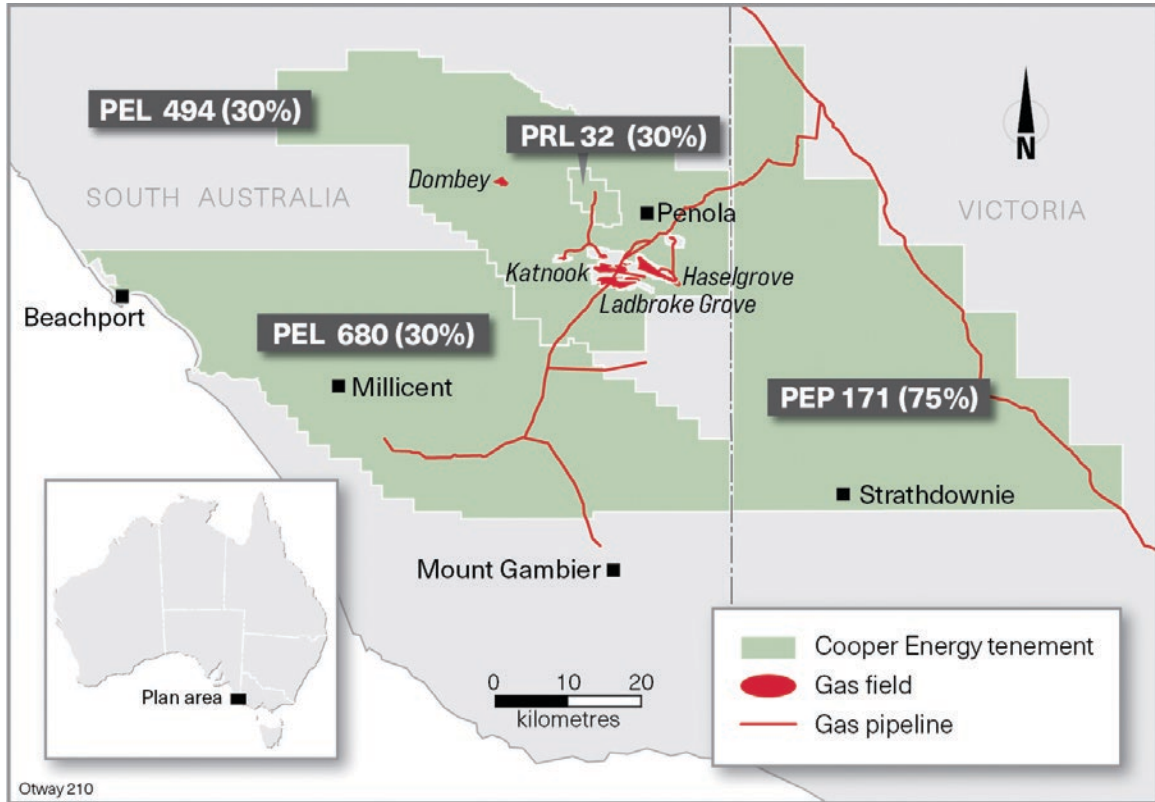 PEL 494 (30%)
PRL 32 (30%)
Dombey
SOUTH AUSTRALIA
Penola
VICTORIA
N
Katnook
Haselgrove
Ladbroke Grove
Beachport
PEL 680 (30%)
Millicent
PEP 171 (75%)
Strathdownie
Mount Gambier
Plan area
0 10 20
kilometres
Cooper Energy tenement
Gas field
Gas pipeline
Otway 210